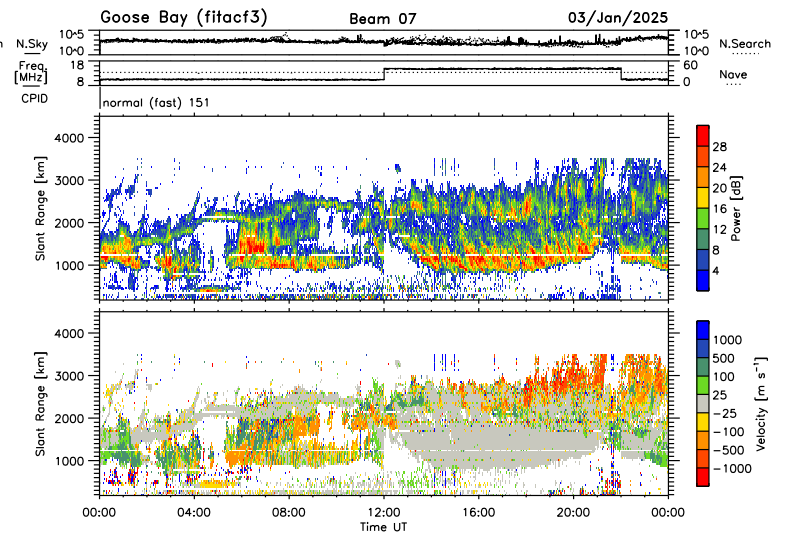 Goose Bay (fitacf3) Beam 07 03/Jan/2025
N.Sky 10^5 10^0 10^5 10^0 N.Search
Freq. [MHz] 18 8 60 0 Nave
CPID normal (fast) 151
Slant Range [km] 4000 3000 2000 1000
Power [dB] 28 24 20 16 12 8 4
Slant Range [km] 4000 3000 2000 1000
Velocity [m s⁻¹] 1000 500 100 25 −25 −100 −500 −1000
00:00 04:00 08:00 12:00 16:00 20:00 00:00
Time UT